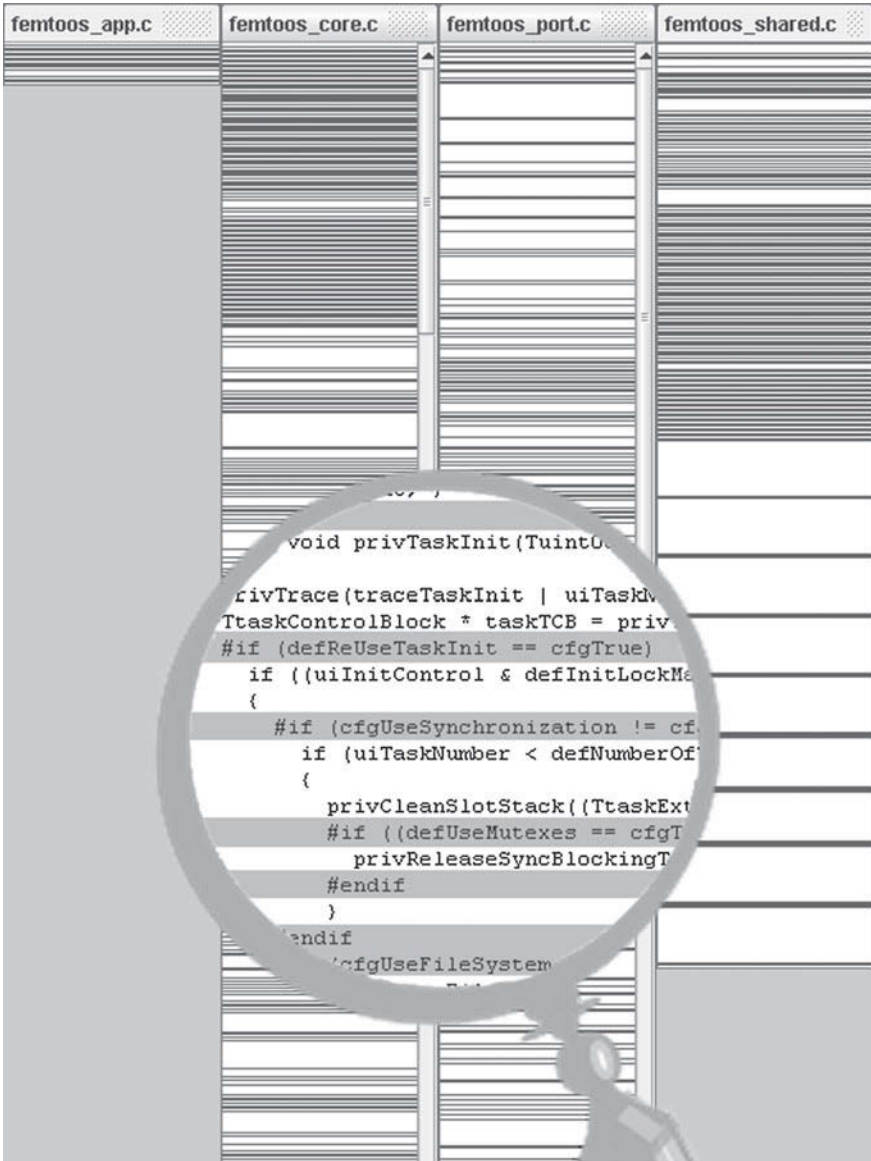 femtoos_app.c
femtoos_core.c
femtoos_port.c
femtoos_shared.c
void privTaskInit(TuintO
rivTrace(traceTaskInit | uiTaskN
TtaskControlBlock * taskTCB = priv
#if (defReUseTaskInit == cfgTrue)
if ((uiInitControl & defInitLockMa
{
#if (cfgUseSynchronization != cf
if (uiTaskNumber < defNumberOf
{
privCleanSlotStack((TtaskExt
#if ((defUseMutexes == cfgT
privReleaseSyncBlockingT
#endif
}
endif
cfgUseFileSystem